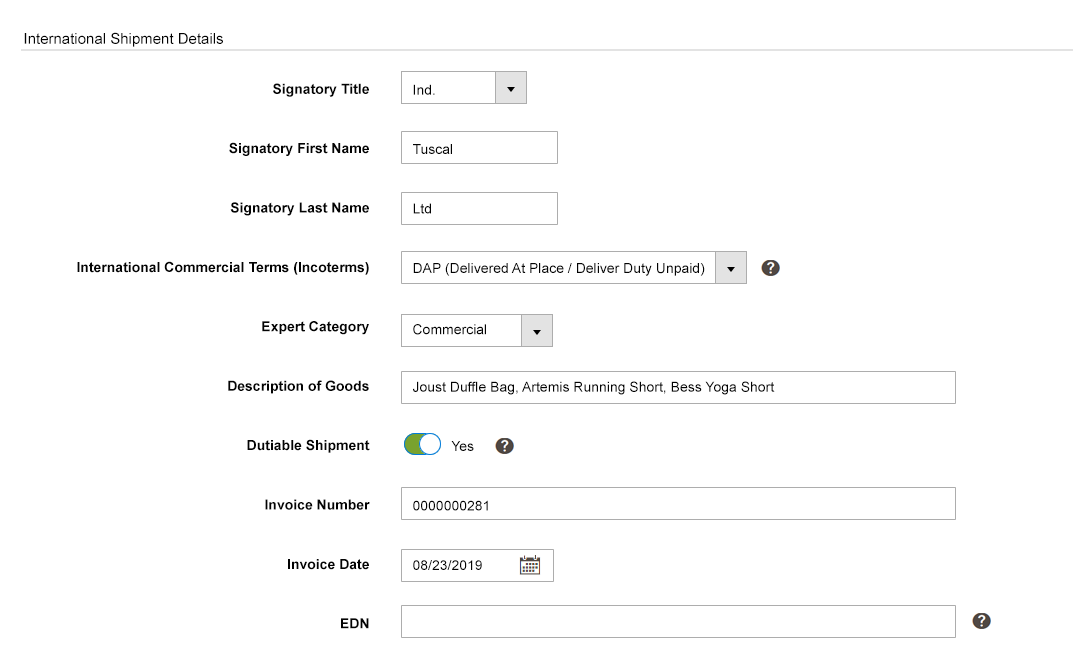 International Shipment Details
Signatory Title Ind.
Signatory First Name Tuscal
Signatory Last Name Ltd
International Commercial Terms (Incoterms) DAP (Delivered At Place / Deliver Duty Unpaid) ?
Expert Category Commercial
Description of Goods Joust Duffle Bag, Artemis Running Short, Bess Yoga Short
Dutiable Shipment Yes ?
Invoice Number 0000000281
Invoice Date 08/23/2019
EDN ?